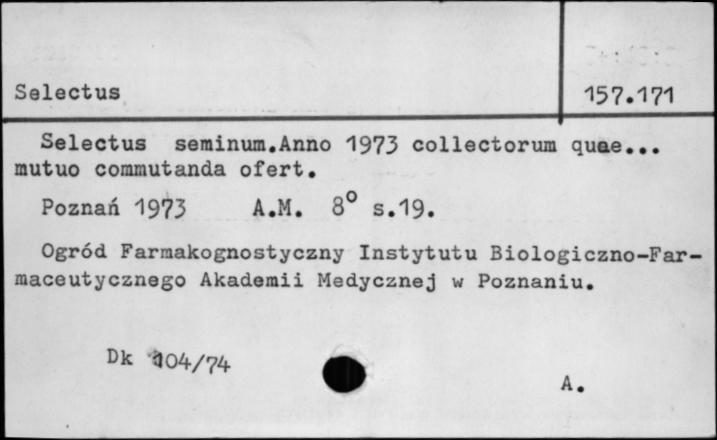 Selectus 157.171
Selectus seminum.Anno 1973 collectorum quae...
mutuo commutanda ofert.
Poznań 1973 A.M. 8° s.19.
Ogród Farmakognostyczny Instytutu Biologiczno-Far-
maceutycznego Akademii Medycznej w Poznaniu.
Dk 104/74
A.